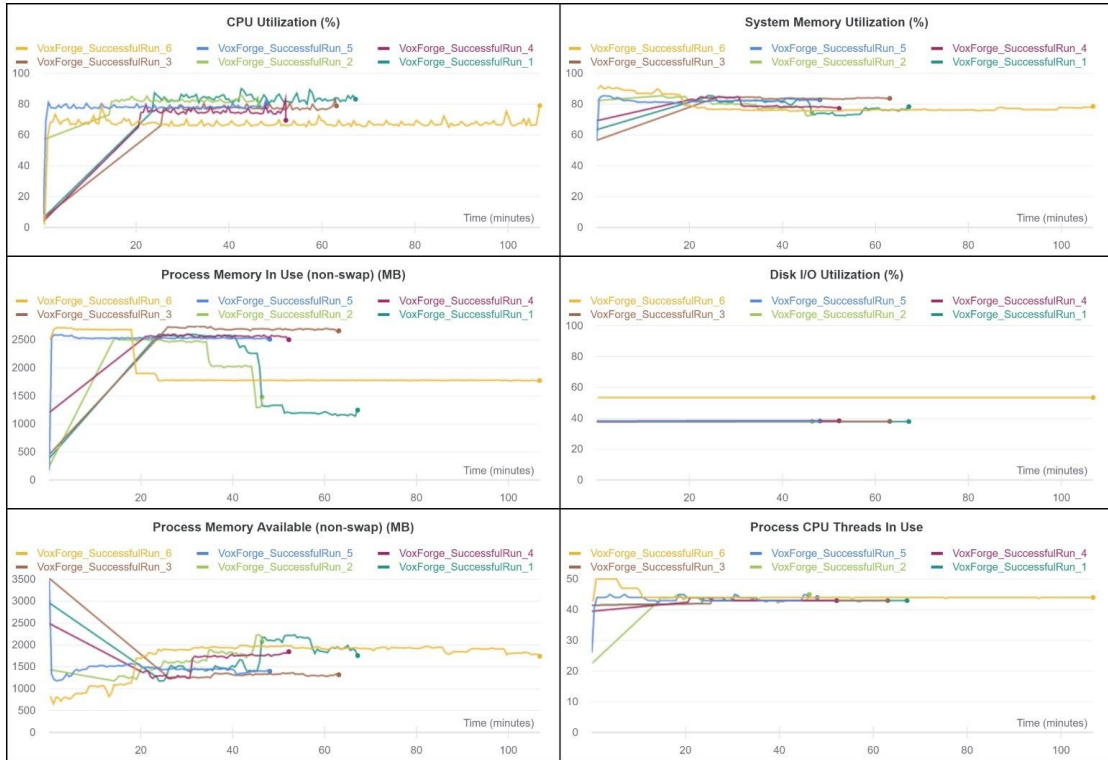 CPU Utilization (%)
VoxForge_SuccessfulRun_6 VoxForge_SuccessfulRun_5 VoxForge_SuccessfulRun_4
VoxForge_SuccessfulRun_3 VoxForge_SuccessfulRun_2 VoxForge_SuccessfulRun_1
100
80
60
40
20
0
Time (minutes)
20 40 60 80 100
System Memory Utilization (%)
VoxForge_SuccessfulRun_6 VoxForge_SuccessfulRun_5 VoxForge_SuccessfulRun_4
VoxForge_SuccessfulRun_3 VoxForge_SuccessfulRun_2 VoxForge_SuccessfulRun_1
100
80
60
40
20
0
Time (minutes)
20 40 60 80 100
Process Memory In Use (non-swap) (MB)
VoxForge_SuccessfulRun_6 VoxForge_SuccessfulRun_5 VoxForge_SuccessfulRun_4
VoxForge_SuccessfulRun_3 VoxForge_SuccessfulRun_2 VoxForge_SuccessfulRun_1
2500
2000
1500
1000
500
0
Time (minutes)
20 40 60 80 100
Disk I/O Utilization (%)
VoxForge_SuccessfulRun_6 VoxForge_SuccessfulRun_5 VoxForge_SuccessfulRun_4
VoxForge_SuccessfulRun_3 VoxForge_SuccessfulRun_2 VoxForge_SuccessfulRun_1
100
80
60
40
20
0
Time (minutes)
20 40 60 80 100
Process Memory Available (non-swap) (MB)
VoxForge_SuccessfulRun_6 VoxForge_SuccessfulRun_5 VoxForge_SuccessfulRun_4
VoxForge_SuccessfulRun_3 VoxForge_SuccessfulRun_2 VoxForge_SuccessfulRun_1
3500
3000
2500
2000
1500
1000
500
0
Time (minutes)
20 40 60 80 100
Process CPU Threads In Use
VoxForge_SuccessfulRun_6 VoxForge_SuccessfulRun_5 VoxForge_SuccessfulRun_4
VoxForge_SuccessfulRun_3 VoxForge_SuccessfulRun_2 VoxForge_SuccessfulRun_1
50
40
30
20
10
0
Time (minutes)
20 40 60 80 100